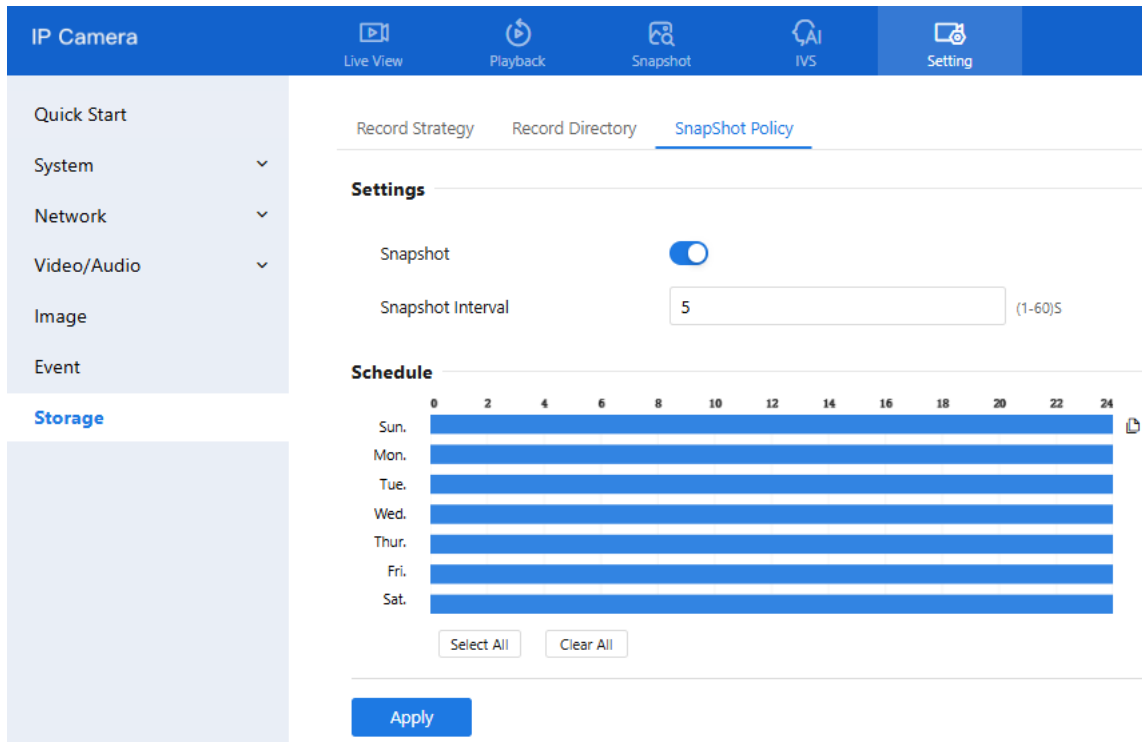 IP Camera
Live View
Playback
Snapshot
AI
IVS
Setting
Quick Start
System
Network
Video/Audio
Image
Event
Storage
Record Strategy Record Directory SnapShot Policy
Settings
Snapshot
Snapshot Interval 5 (1-60)S
Schedule
0 2 4 6 8 10 12 14 16 18 20 22 24
Sun.
Mon.
Tue.
Wed.
Thur.
Fri.
Sat.
Select All Clear All
Apply